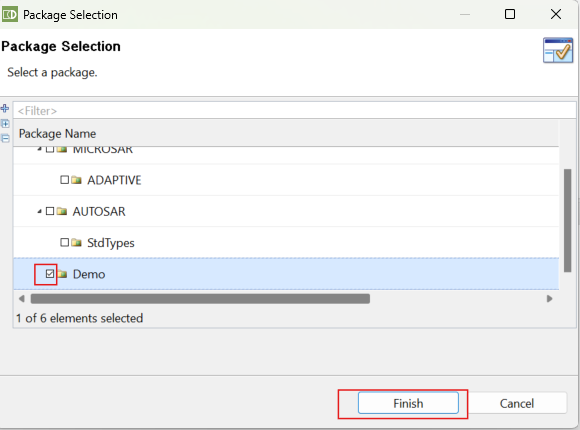 Package Selection
Package Selection
Select a package.
<Filter>
Package Name
MICROSAR
ADAPTIVE
AUTOSAR
StdTypes
Demo
1 of 6 elements selected
Finish
Cancel